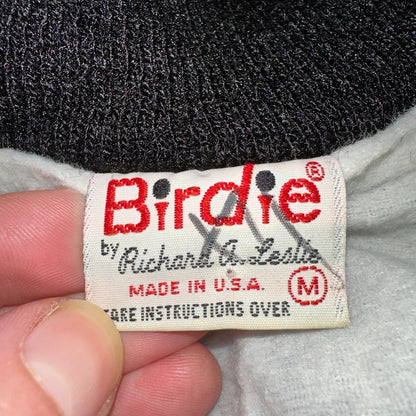 Birdie®
by Richard A. Leslie
MADE IN U.S.A. M
CARE INSTRUCTIONS OVER